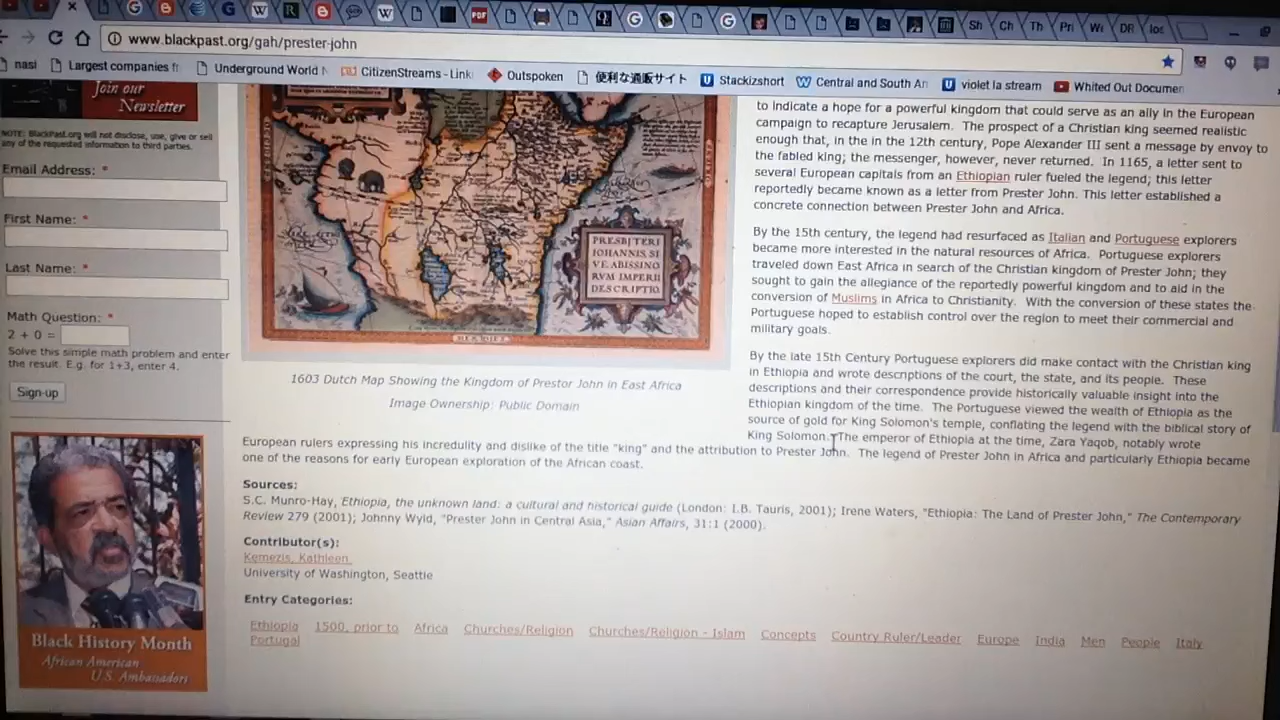 www.blackpast.org/gah/prester-john
nasi
Largest companies fr
Underground World N
CitizenStreams - Link
Outspoken
便利な通販サイト
Stackizshort
Central and South An
violet la stream
Whited Out Documen
Join our
Newsletter
NOTE: BlackPast.org will not disclose, use, give or sell
any of the requested information to third parties.
Email Address: *
First Name: *
Last Name: *
Math Question: *
2 + 0 =
Solve this simple math problem and enter
the result. E.g. for 1+3, enter 4.
Sign-up
Black History Month
African American
U.S. Ambassadors
PRESBITERI
IOHANNIS, SI
VE, ABISSINO
RVM IMPERII
DESCRIPTIO
1603 Dutch Map Showing the Kingdom of Prestor John in East Africa
Image Ownership: Public Domain
to indicate a hope for a powerful kingdom that could serve as an ally in the European
campaign to recapture Jerusalem. The prospect of a Christian king seemed realistic
enough that, in the in the 12th century, Pope Alexander III sent a message by envoy to
the fabled king; the messenger, however, never returned. In 1165, a letter sent to
several European capitals from an Ethiopian ruler fueled the legend; this letter
reportedly became known as a letter from Prester John. This letter established a
concrete connection between Prester John and Africa.
By the 15th century, the legend had resurfaced as Italian and Portuguese explorers
became more interested in the natural resources of Africa. Portuguese explorers
traveled down East Africa in search of the Christian kingdom of Prester John; they
sought to gain the allegiance of the reportedly powerful kingdom and to aid in the
conversion of Muslims in Africa to Christianity. With the conversion of these states the
Portuguese hoped to establish control over the region to meet their commercial and
military goals.
By the late 15th Century Portuguese explorers did make contact with the Christian king
in Ethiopia and wrote descriptions of the court, the state, and its people. These
descriptions and their correspondence provide historically valuable insight into the
Ethiopian kingdom of the time. The Portuguese viewed the wealth of Ethiopia as the
source of gold for King Solomon's temple, conflating the legend with the biblical story of
King Solomon. The emperor of Ethiopia at the time, Zara Yaqob, notably wrote
European rulers expressing his incredulity and dislike of the title "king" and the attribution to Prester John. The legend of Prester John in Africa and particularly Ethiopia became
one of the reasons for early European exploration of the African coast.
Sources:
S.C. Munro-Hay, Ethiopia, the unknown land: a cultural and historical guide (London: I.B. Tauris, 2001); Irene Waters, "Ethiopia: The Land of Prester John," The Contemporary
Review 279 (2001); Johnny Wyld, "Prester John in Central Asia," Asian Affairs, 31:1 (2000).
Contributor(s):
Kemezis, Kathleen
University of Washington, Seattle
Entry Categories:
Ethiopia 1500, prior to Africa Churches/Religion Churches/Religion - Islam Concepts Country Ruler/Leader Europe India Men People Italy
Portugal